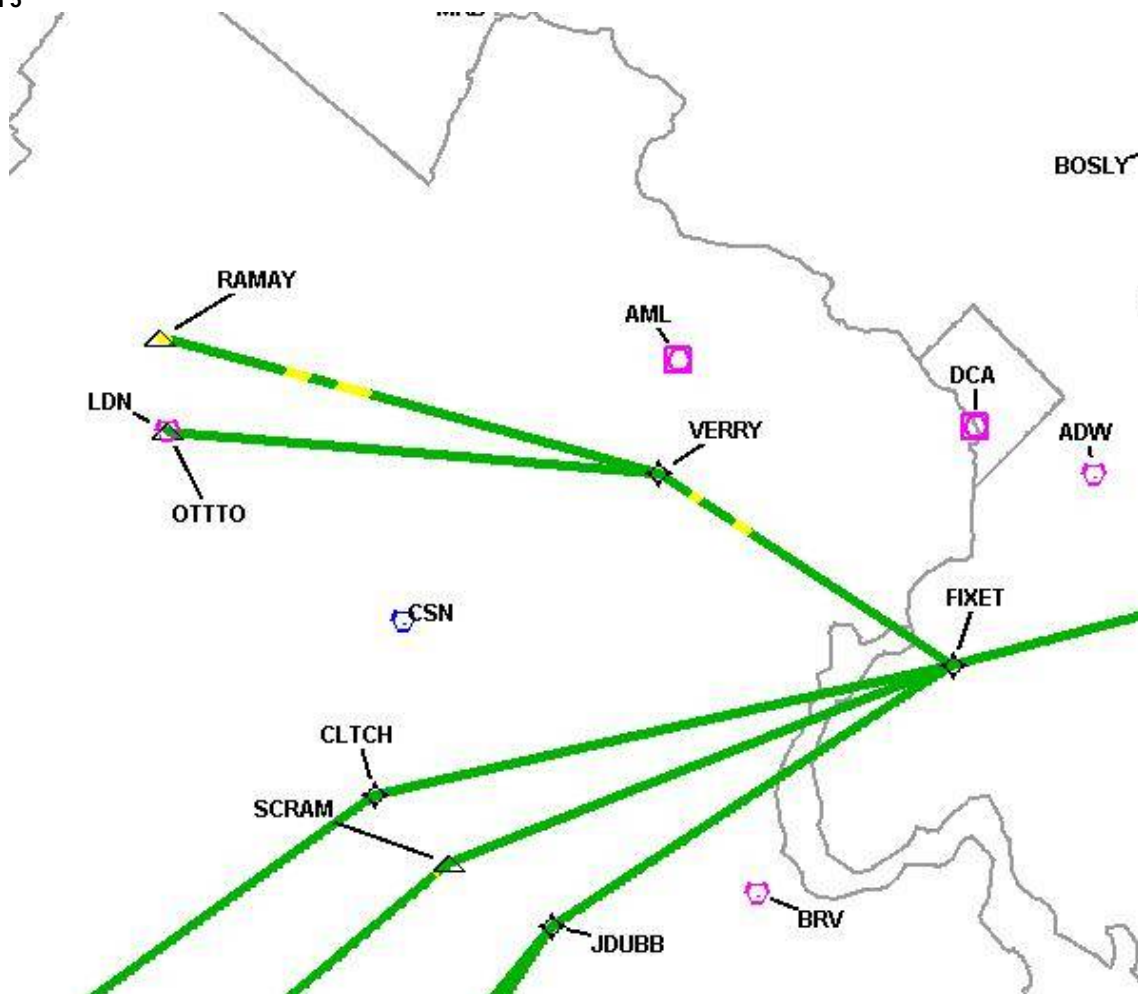 BOSLY
RAMAY
AML
DCA
LDN
VERRY
ADW
OTTTO
CSN
FIXET
CLTCH
SCRAM
BRV
JDUBB